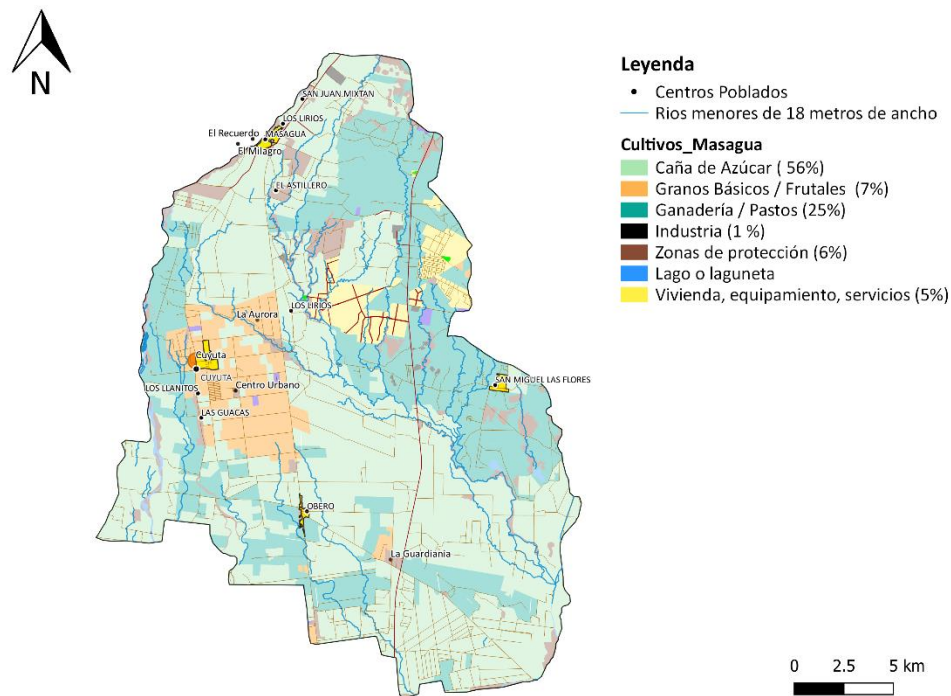 N
SAN JUAN MIXTAN
LOS LIRIOS
El Recuerdo
MASAGUA
El Milagro
EL ASTILLERO
LOS LIRIOS
La Aurora
Cuyuta
CUYUTA
SAN MIGUEL LAS FLORES
LOS LLANITOS
Centro Urbano
LAS GUACAS
OBERO
La Guardiania
Leyenda
Centros Poblados
Rios menores de 18 metros de ancho
Cultivos_Masagua
Caña de Azúcar ( 56%)
Granos Básicos / Frutales (7%)
Ganadería / Pastos (25%)
Industria (1 %)
Zonas de protección (6%)
Lago o laguneta
Vivienda, equipamiento, servicios (5%)
0 2.5 5 km